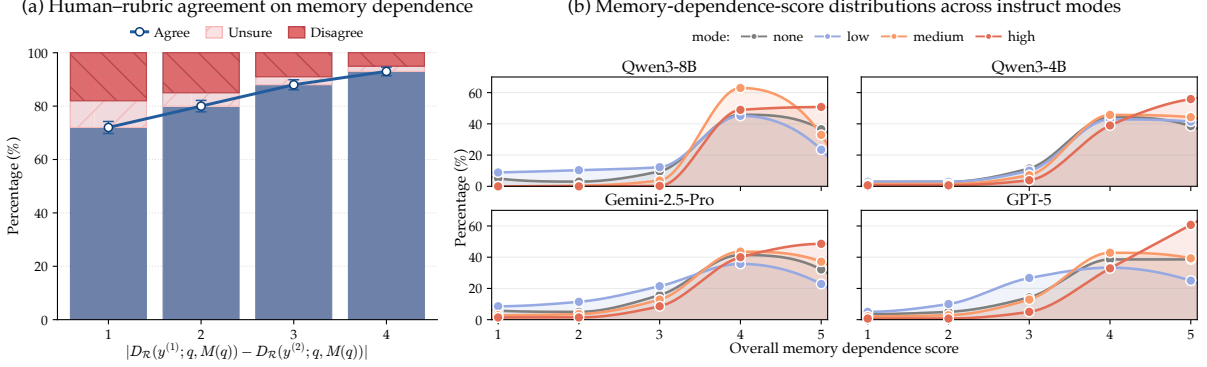 (a) Human–rubric agreement on memory dependence
Agree Unsure Disagree
100
80
60
40
20
0
Percentage (%)
1 2 3 4
|D_R(y^(1); q, M(q)) − D_R(y^(2); q, M(q))|
(b) Memory-dependence-score distributions across instruct modes
mode: none low medium high
Qwen3-8B
Qwen3-4B
60
40
20
0
Percentage (%)
Gemini-2.5-Pro
GPT-5
60
40
20
0
1 2 3 4 5
1 2 3 4 5
Overall memory dependence score